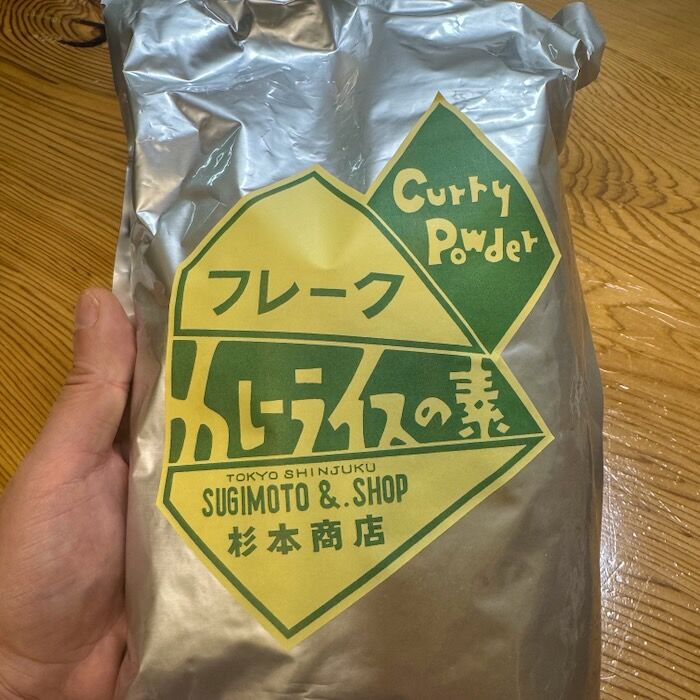 Curry
Powder
フレーク
カレーライスの素
TOKYO SHINJUKU
SUGIMOTO &. SHOP
杉本商店